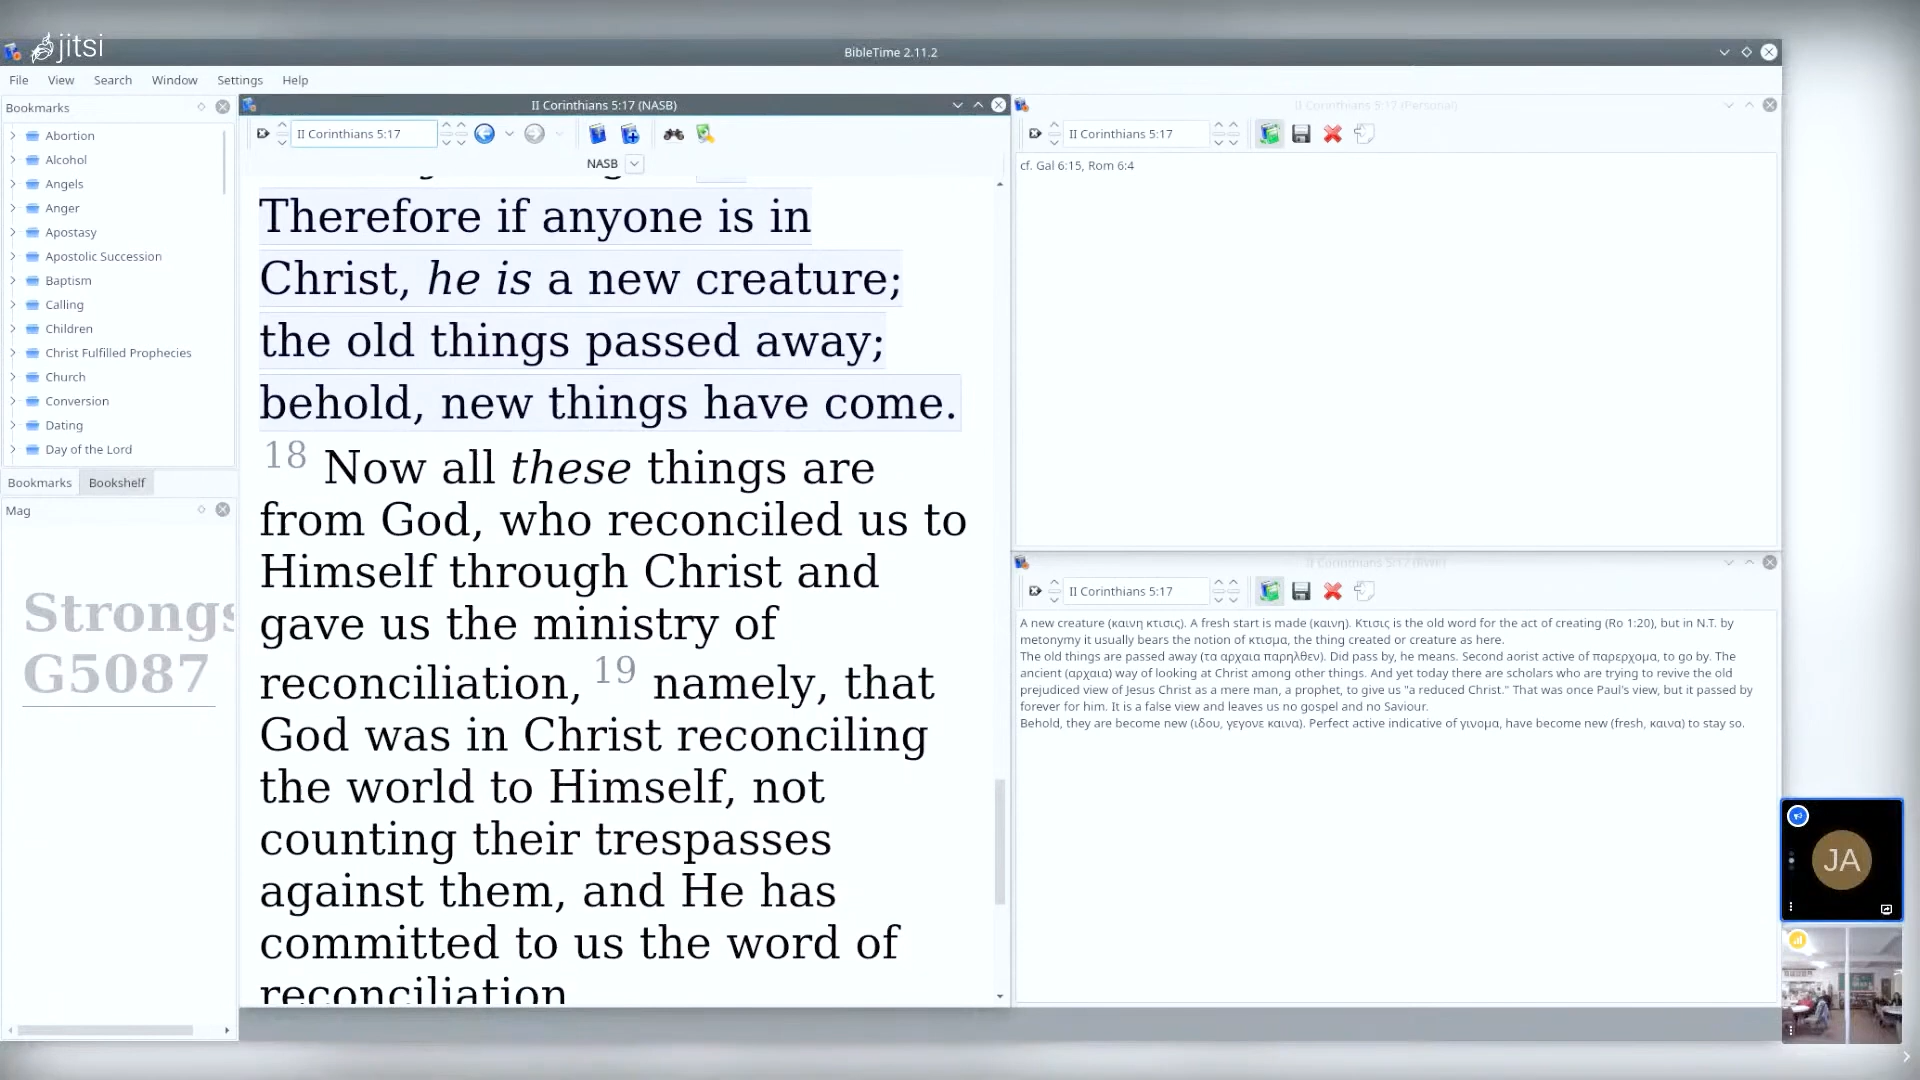 jitsi
BibleTime 2.11.2
File View Search Window Settings Help
Bookmarks
Abortion
Alcohol
Angels
Anger
Apostasy
Apostolic Succession
Baptism
Calling
Children
Christ Fulfilled Prophecies
Church
Conversion
Dating
Day of the Lord
Bookmarks Bookshelf
Mag
Strongs
G5087
II Corinthians 5:17 (NASB)
II Corinthians 5:17
NASB
Therefore if anyone is in
Christ, he is a new creature;
the old things passed away;
behold, new things have come.
18 Now all these things are
from God, who reconciled us to
Himself through Christ and
gave us the ministry of
reconciliation, 19 namely, that
God was in Christ reconciling
the world to Himself, not
counting their trespasses
against them, and He has
committed to us the word of
reconciliation
II Corinthians 5:17 (Personal)
II Corinthians 5:17
cf. Gal 6:15, Rom 6:4
II Corinthians 5:17
II Corinthians 5:17
A new creature (καινη κτισις). A fresh start is made (καινη). Κτισις is the old word for the act of creating (Ro 1:20), but in N.T. by
metonymy it usually bears the notion of κτισμα, the thing created or creature as here.
The old things are passed away (τα αρχαια παρηλθεν). Did pass by, he means. Second aorist active of παρερχομα, to go by. The
ancient (αρχαια) way of looking at Christ among other things. And yet today there are scholars who are trying to revive the old
prejudiced view of Jesus Christ as a mere man, a prophet, to give us "a reduced Christ." That was once Paul's view, but it passed by
forever for him. It is a false view and leaves us no gospel and no Saviour.
Behold, they are become new (ιδου, γεγονε καινα). Perfect active indicative of γινομα, have become new (fresh, καινα) to stay so.
JA